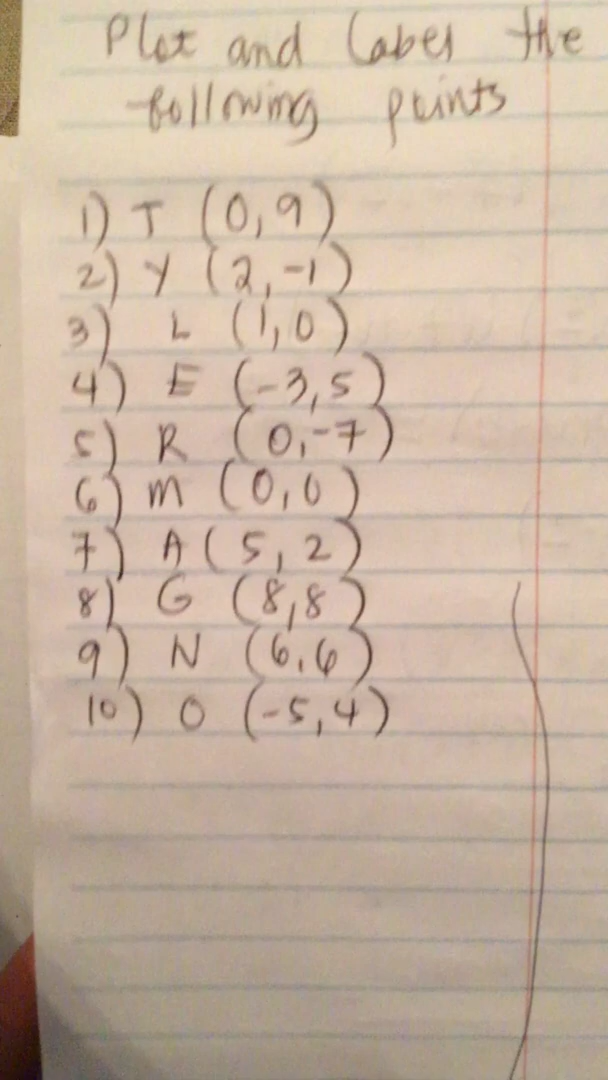 Plot and label the
following points
1) T (0,9)
2) Y (2,-1)
3) L (1,0)
4) E (-3,5)
5) R (0,-7)
6) M (0,0)
7) A (5,2)
8) G (8,8)
9) N (6,6)
10) O (-5,4)